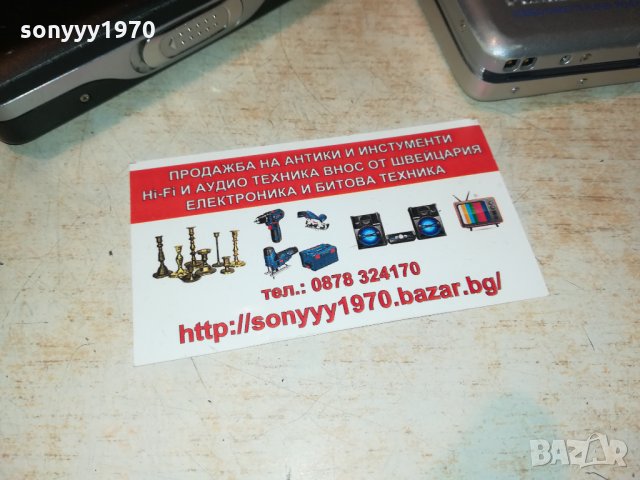 sonyyy1970
ПРОДАЖБА НА АНТИКИ И ИНСТУМЕНТИ
Hi-Fi И АУДИО ТЕХНИКА ВНОС ОТ ШВЕЙЦАРИЯ
ЕЛЕКТРОНИКА И БИТОВА ТЕХНИКА
тел.: 0878 324170
http://sonyyy1970.bazar.bg/
sonyyy1970
BAZAR